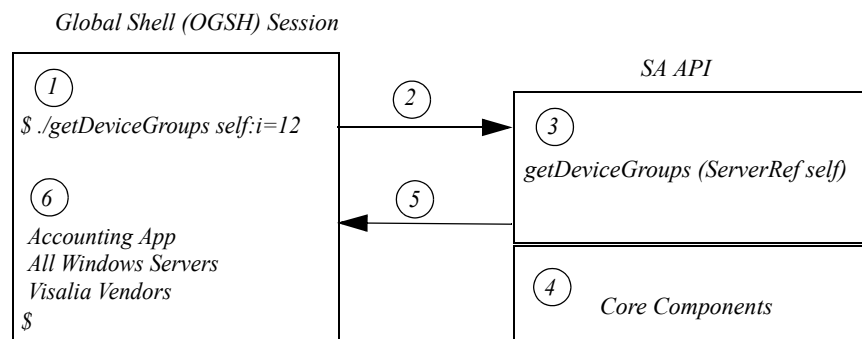 Global Shell (OGSH) Session
1
$ ./getDeviceGroups self:i=12
2
SA API
3
getDeviceGroups (ServerRef self)
6
Accounting App
All Windows Servers
Visalia Vendors
$
5
4
Core Components